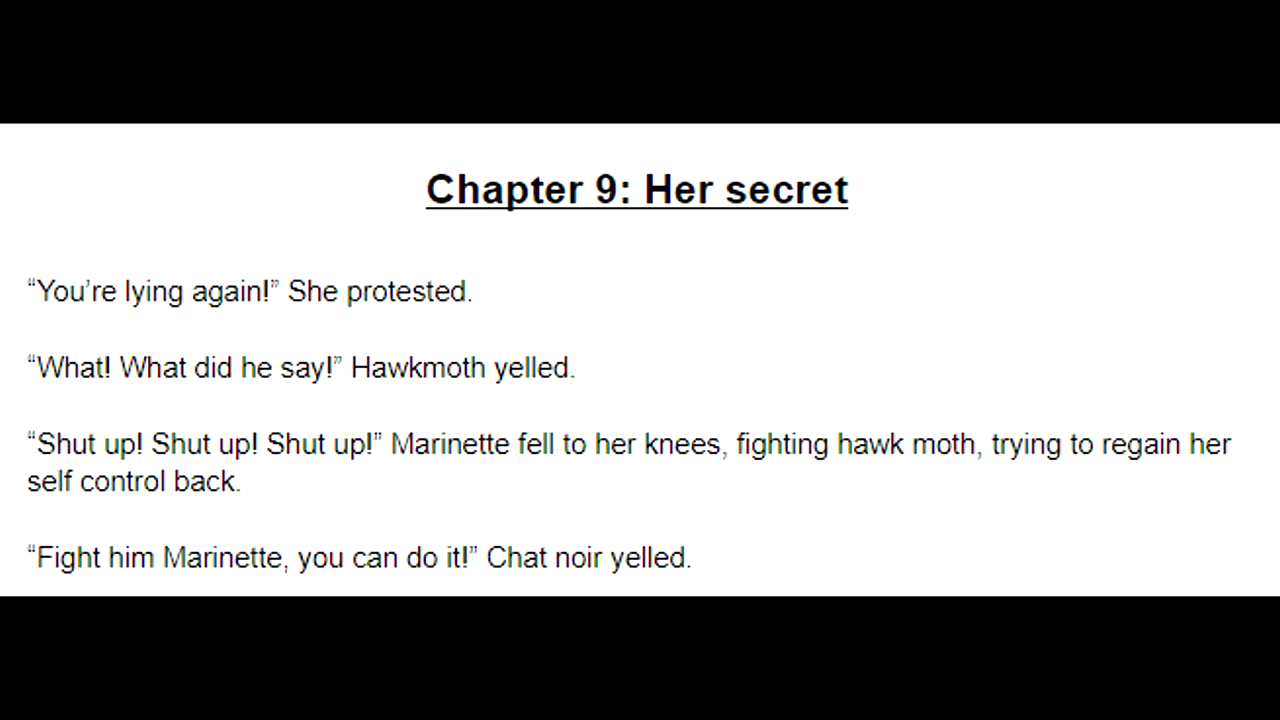 Chapter 9: Her secret
“You’re lying again!” She protested.
“What! What did he say!” Hawkmoth yelled.
“Shut up! Shut up! Shut up!” Marinette fell to her knees, fighting hawk moth, trying to regain her
self control back.
“Fight him Marinette, you can do it!” Chat noir yelled.